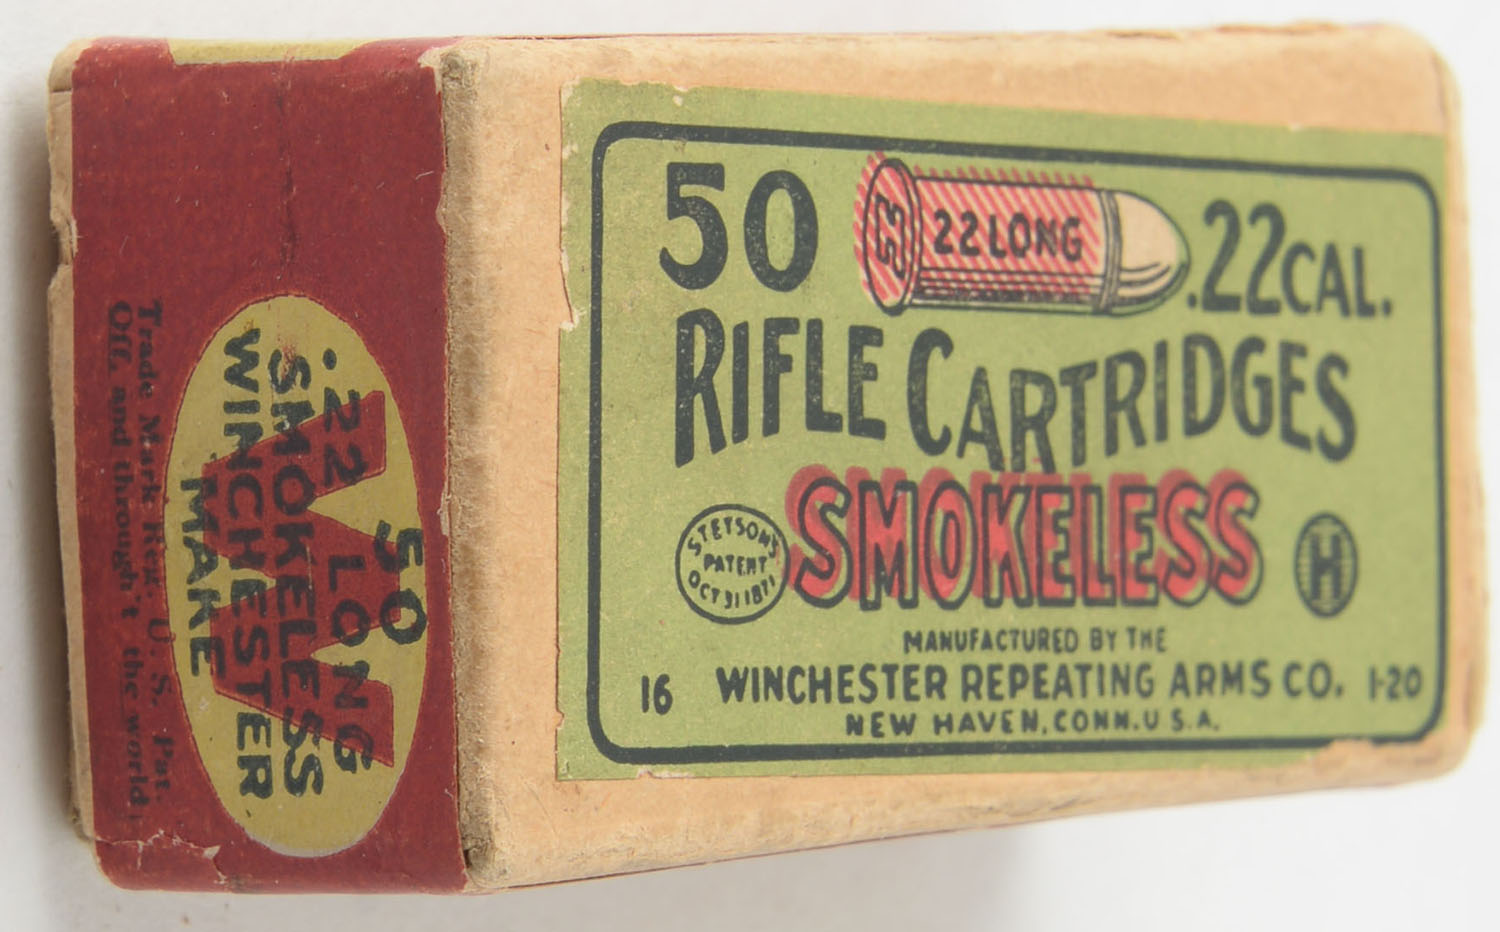 50
22 LONG
.22 CAL.
RIFLE CARTRIDGES
SMOKELESS
STETSON'S
PATENT
OCT 31 1871
H
MANUFACTURED BY THE
16 WINCHESTER REPEATING ARMS CO. 1-20
NEW HAVEN, CONN. U.S.A.
50
.22 LONG
SMOKELESS
WINCHESTER
MAKE
W
Trade Mark Reg. U. S. Pat.
Off. and through't the world,